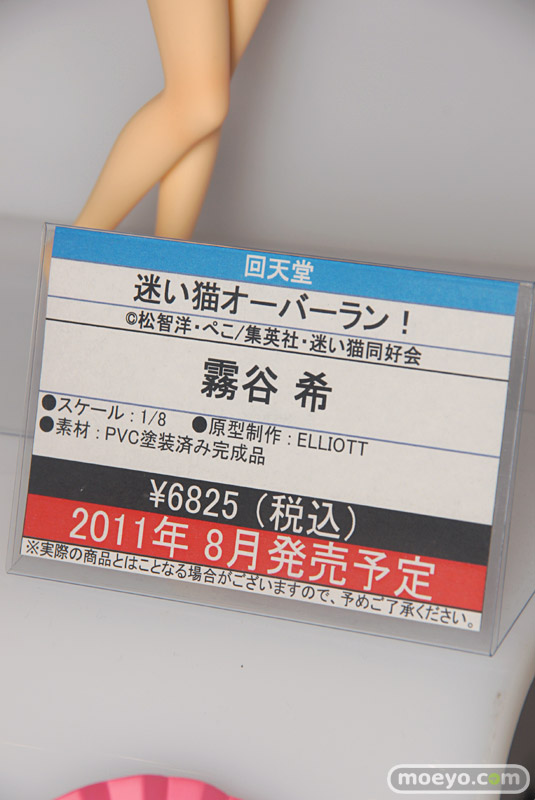 回天堂
迷い猫オーバーラン！
©松智洋・ぺこ/集英社・迷い猫同好会
霧谷 希
●スケール：1/8　●原型制作：ELLIOTT
●素材：PVC塗装済み完成品
¥6825（税込）
2011年 8月発売予定
※実際の商品とはことなる場合がございますので、予めご了承ください。
moeyo.com